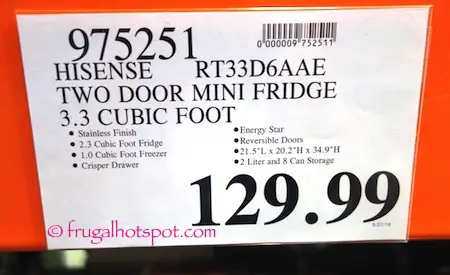 975251
0000009752511
HISENSE RT33D6AAE
TWO DOOR MINI FRIDGE
3.3 CUBIC FOOT
• Stainless Finish
• 2.3 Cubic Foot Fridge
• 1.0 Cubic Foot Freezer
• Crisper Drawer
• Energy Star
• Reversible Doors
• 21.5"L x 20.2"H x 34.9"H
• 2 Liter and 8 Can Storage
129.99
© frugalhotspot.com